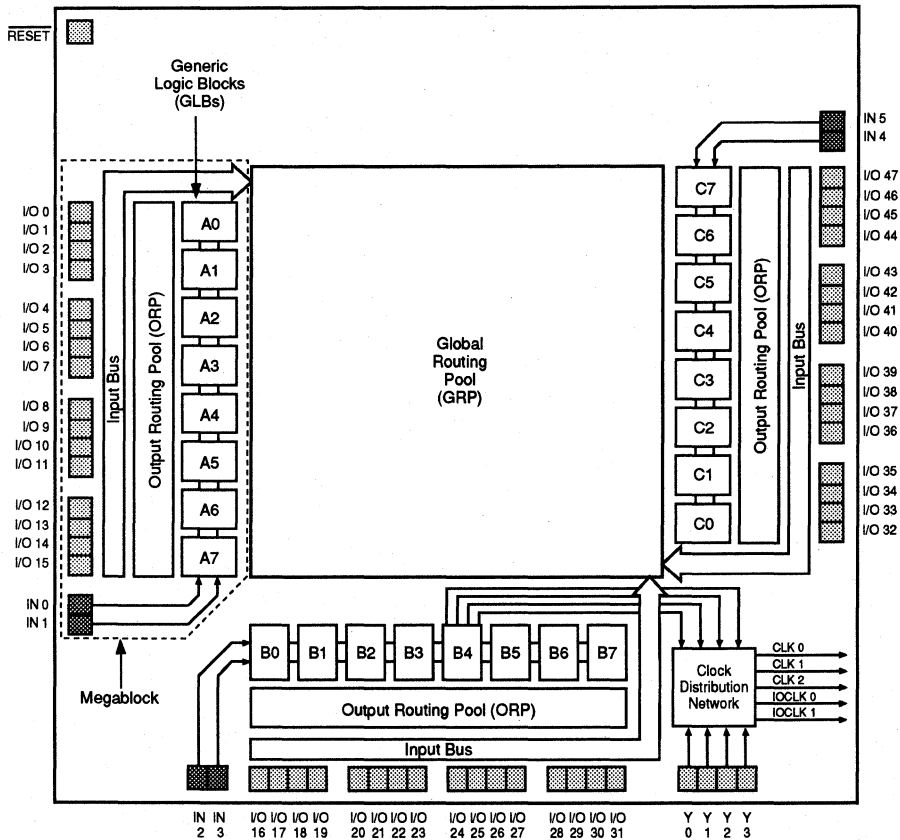 RESET
Generic
Logic Blocks
(GLBs)
IN 5
IN 4
I/O 0
I/O 1
I/O 2
I/O 3
I/O 4
I/O 5
I/O 6
I/O 7
I/O 8
I/O 9
I/O 10
I/O 11
I/O 12
I/O 13
I/O 14
I/O 15
IN 0
IN 1
Input Bus
Output Routing Pool (ORP)
A0
A1
A2
A3
A4
A5
A6
A7
Megablock
Global
Routing
Pool
(GRP)
C7
C6
C5
C4
C3
C2
C1
C0
Output Routing Pool (ORP)
Input Bus
I/O 47
I/O 46
I/O 45
I/O 44
I/O 43
I/O 42
I/O 41
I/O 40
I/O 39
I/O 38
I/O 37
I/O 36
I/O 35
I/O 34
I/O 33
I/O 32
B0 B1 B2 B3 B4 B5 B6 B7
Output Routing Pool (ORP)
Input Bus
Clock
Distribution
Network
CLK 0
CLK 1
CLK 2
IOCLK 0
IOCLK 1
IN IN I/O I/O I/O I/O I/O I/O I/O I/O I/O I/O I/O I/O I/O I/O I/O I/O Y Y Y Y
2 3 16 17 18 19 20 21 22 23 24 25 26 27 28 29 30 31 0 1 2 3